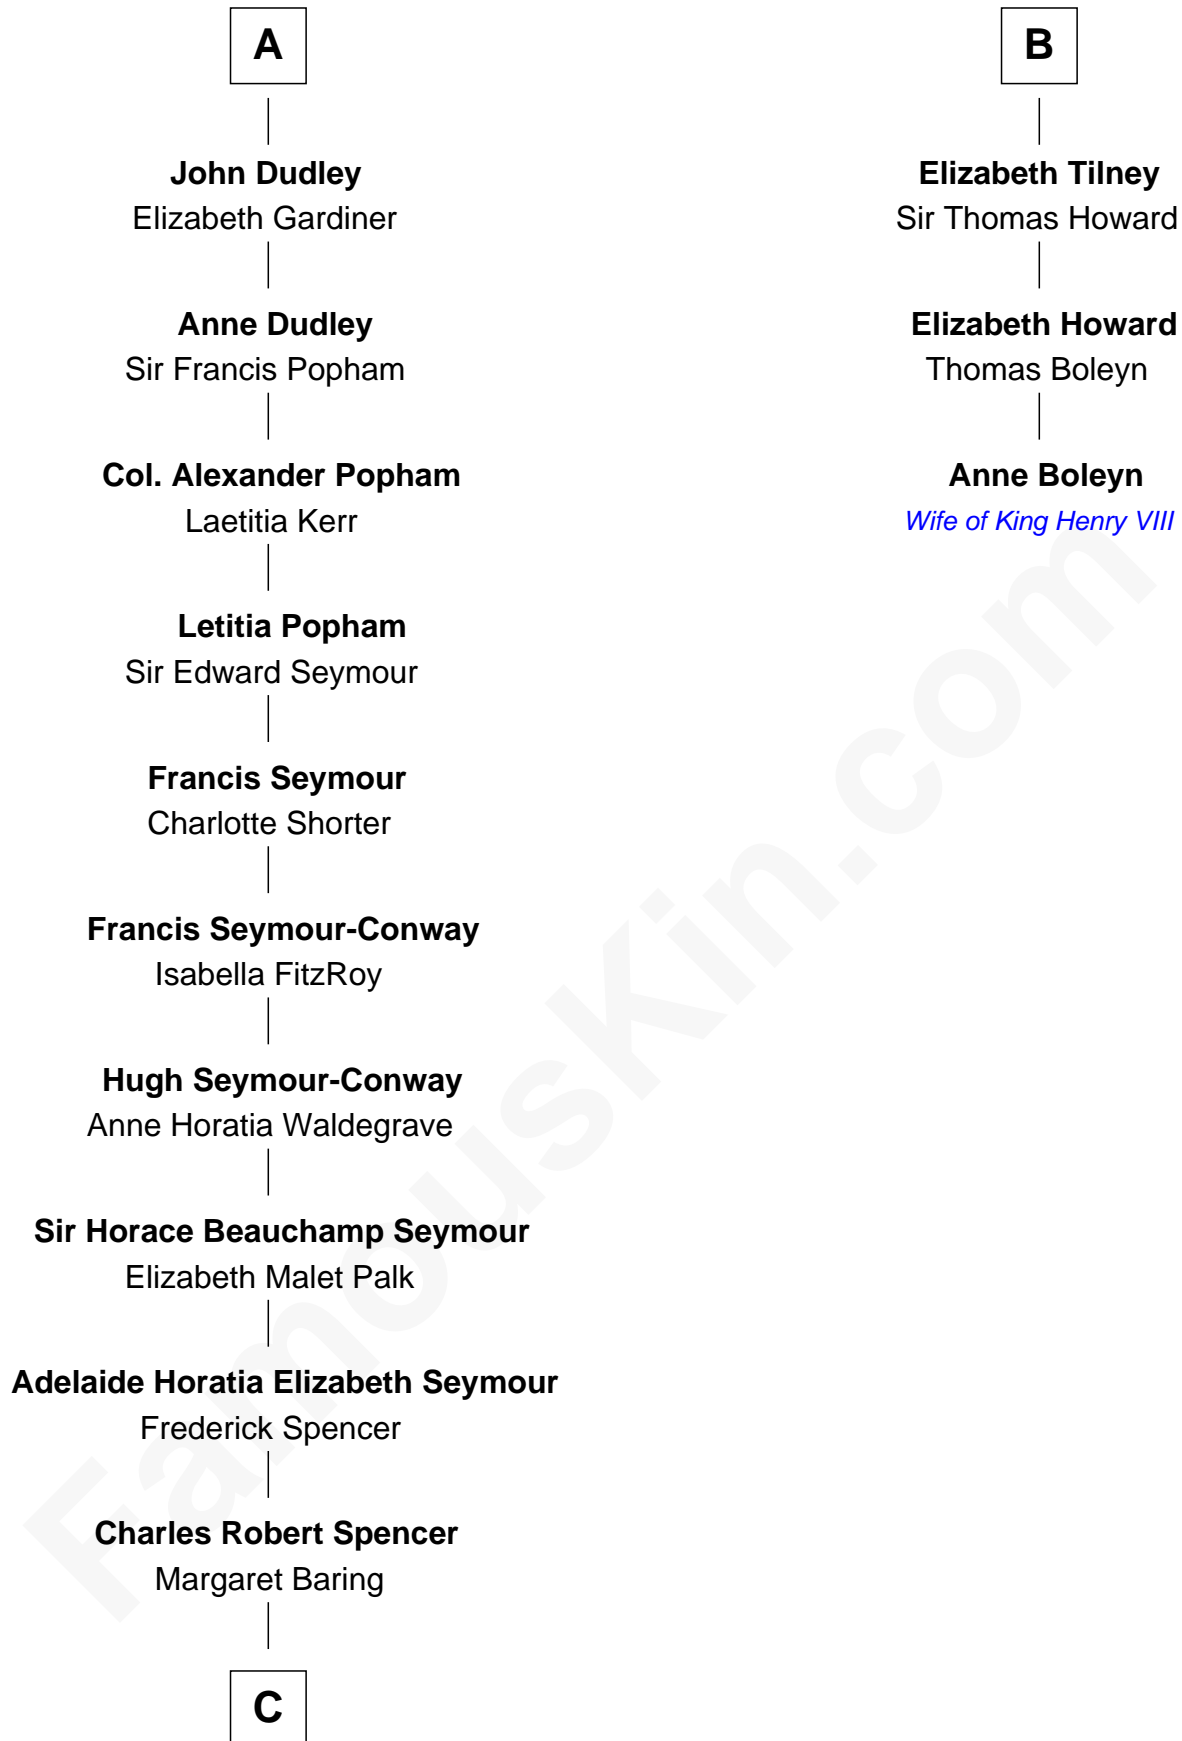 A
John Dudley
Elizabeth Gardiner
Anne Dudley
Sir Francis Popham
Col. Alexander Popham
Laetitia Kerr
Letitia Popham
Sir Edward Seymour
Francis Seymour
Charlotte Shorter
Francis Seymour-Conway
Isabella FitzRoy
Hugh Seymour-Conway
Anne Horatia Waldegrave
Sir Horace Beauchamp Seymour
Elizabeth Malet Palk
Adelaide Horatia Elizabeth Seymour
Frederick Spencer
Charles Robert Spencer
Margaret Baring
C
B
Elizabeth Tilney
Sir Thomas Howard
Elizabeth Howard
Thomas Boleyn
Anne Boleyn
Wife of King Henry VIII
FamousKin.com